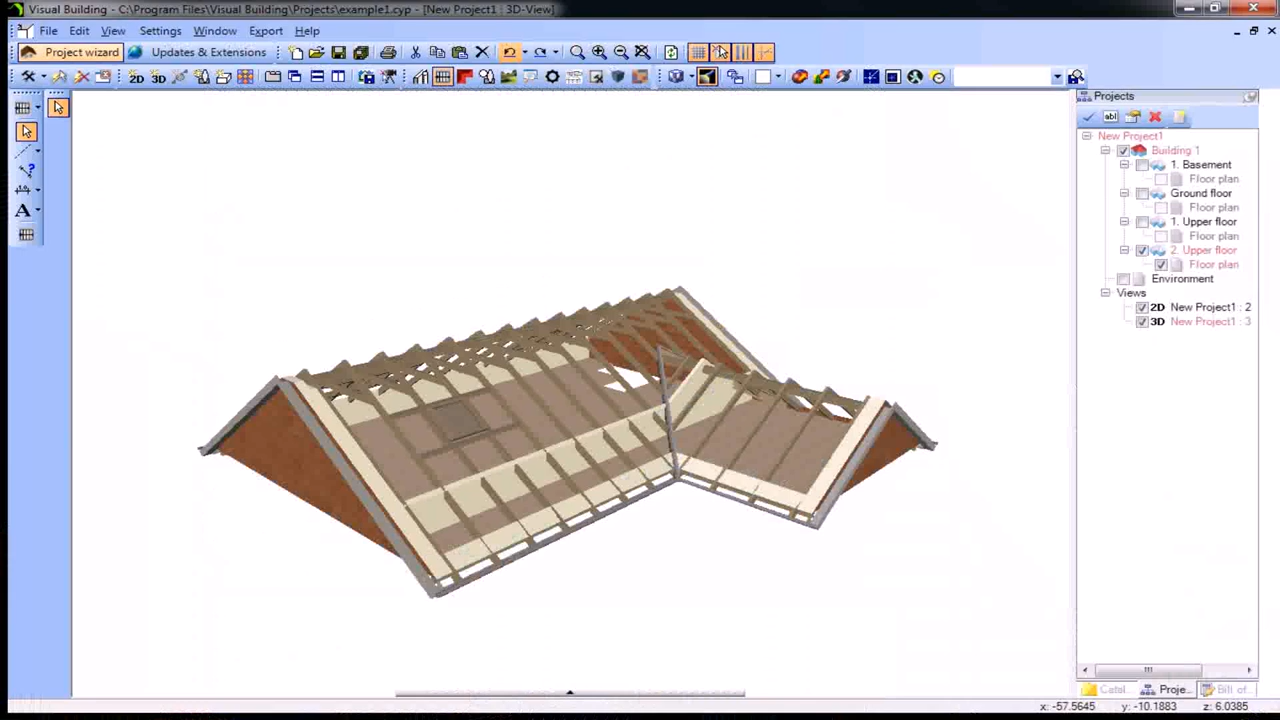 Visual Building - C:\Program Files\Visual Building\Projects\example1.cyp - [New Project1 : 3D-View]
File Edit View Settings Window Export Help
Project wizard Updates & Extensions
2D 3D
Projects
abl
New Project1
Building 1
1. Basement
Floor plan
Ground floor
Floor plan
1. Upper floor
Floor plan
2. Upper floor
Floor plan
Environment
Views
2D New Project1 : 2
3D New Project1 : 3
A
Catal... Proje... Bill of...
x: -57.5645 y: -10.1883 z: 6.0385